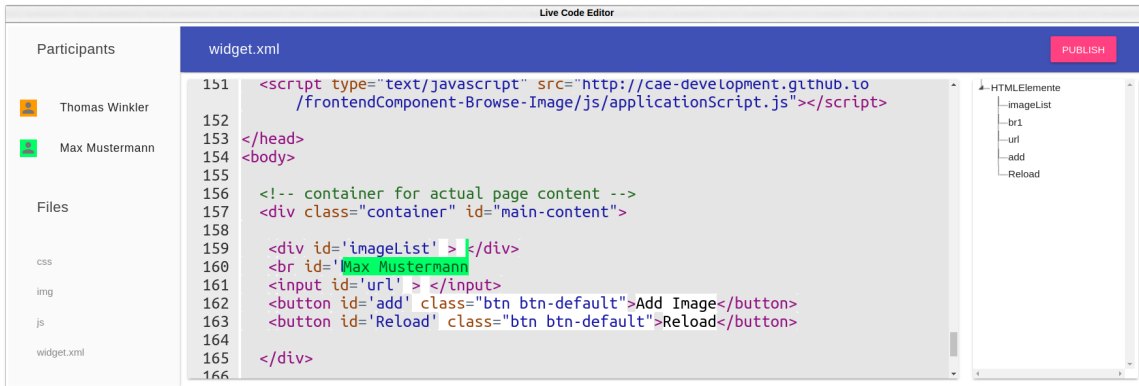 Live Code Editor
Participants
Thomas Winkler
Max Mustermann
Files
css
img
js
widget.xml
widget.xml
PUBLISH
151 <script type="text/javascript" src="http://cae-development.github.io
/frontendComponent-Browse-Image/js/applicationScript.js"></script>
152
153 </head>
154 <body>
155
156 <!-- container for actual page content -->
157 <div class="container" id="main-content">
158
159 <div id='imageList' > </div>
160 <br id='Max Mustermann
161 <input id='url' > </input>
162 <button id='add' class="btn btn-default">Add Image</button>
163 <button id='Reload' class="btn btn-default">Reload</button>
164
165 </div>
166
HTMLElemente
imageList
br1
url
add
Reload